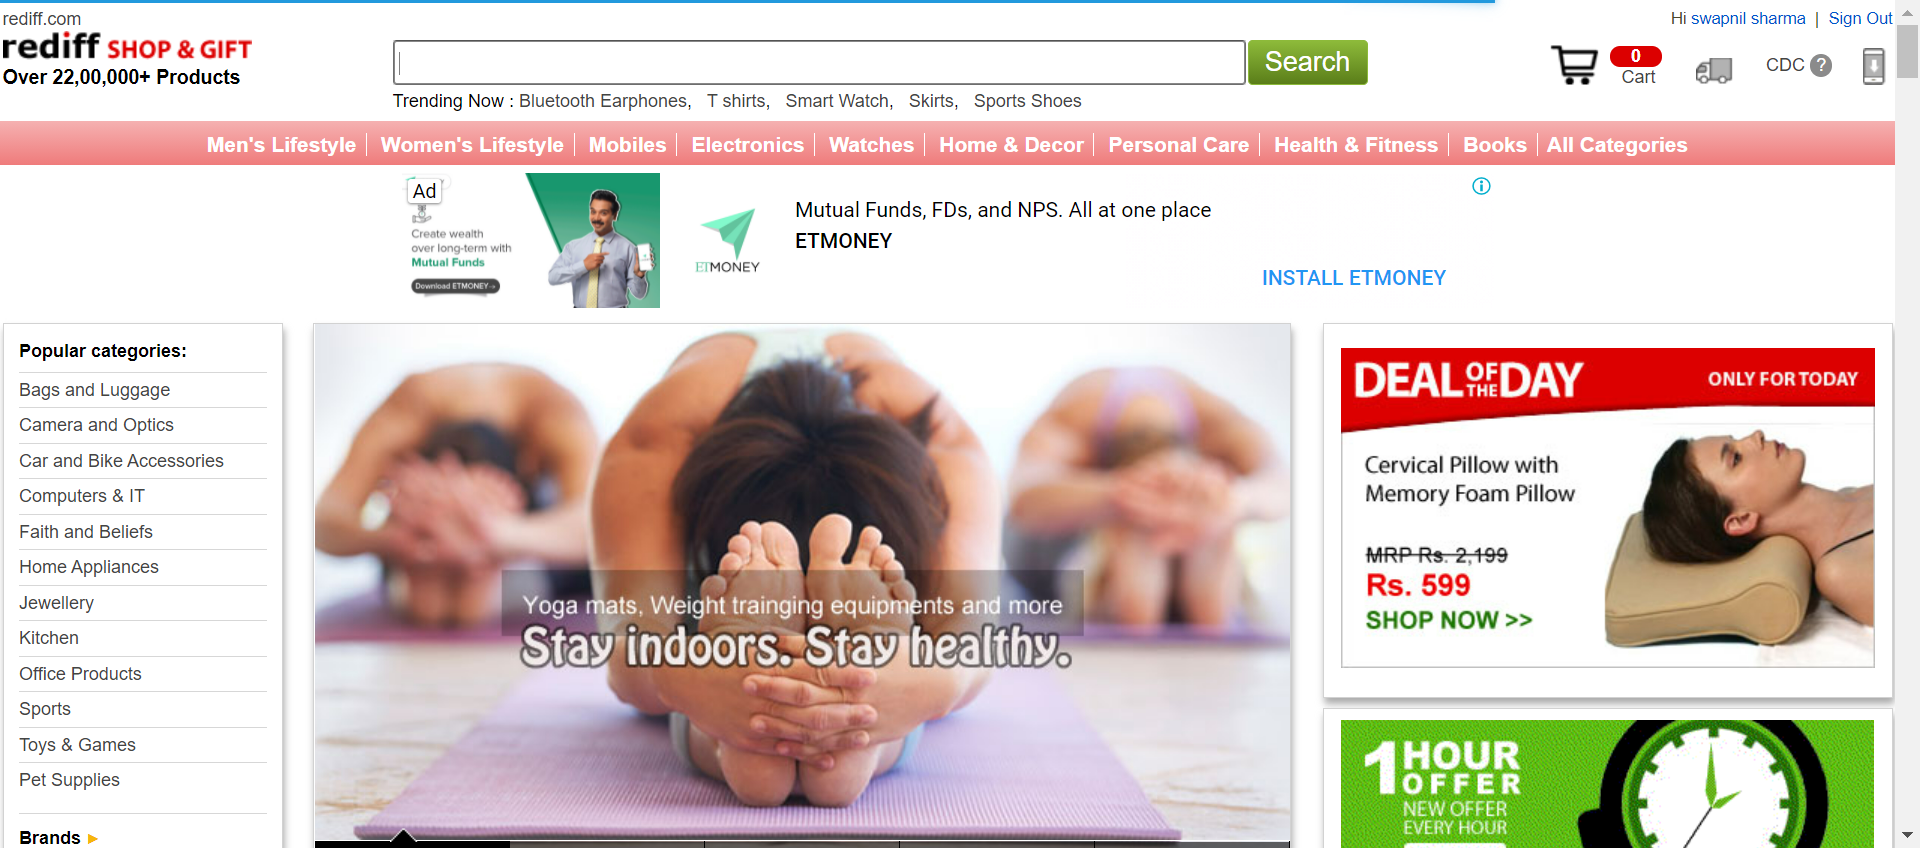 rediff.com
rediff SHOP & GIFT
Over 22,00,000+ Products
Search
Trending Now : Bluetooth Earphones, T shirts, Smart Watch, Skirts, Sports Shoes
Hi swapnil sharma | Sign Out
0
Cart
CDC ?
Men's Lifestyle Women's Lifestyle Mobiles Electronics Watches Home & Decor Personal Care Health & Fitness Books All Categories
Ad
Create wealth
over long-term with
Mutual Funds
Download ETMONEY
ETMONEY
Mutual Funds, FDs, and NPS. All at one place
ETMONEY
INSTALL ETMONEY
Popular categories:
Bags and Luggage
Camera and Optics
Car and Bike Accessories
Computers & IT
Faith and Beliefs
Home Appliances
Jewellery
Kitchen
Office Products
Sports
Toys & Games
Pet Supplies
Brands
Yoga mats, Weight trainging equipments and more
Stay indoors. Stay healthy.
DEAL OF THE DAY ONLY FOR TODAY
Cervical Pillow with
Memory Foam Pillow
MRP Rs. 2,199
Rs. 599
SHOP NOW >>
1 HOUR
OFFER
NEW OFFER
EVERY HOUR